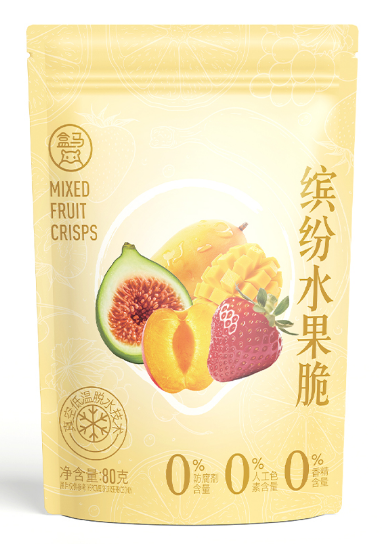 盒马
MIXED
FRUIT
CRISPS
缤纷水果脆
真空低温脱水技术
净含量:80克
0%
防腐剂
含量
0%
人工色
素含量
0%
香精
含量